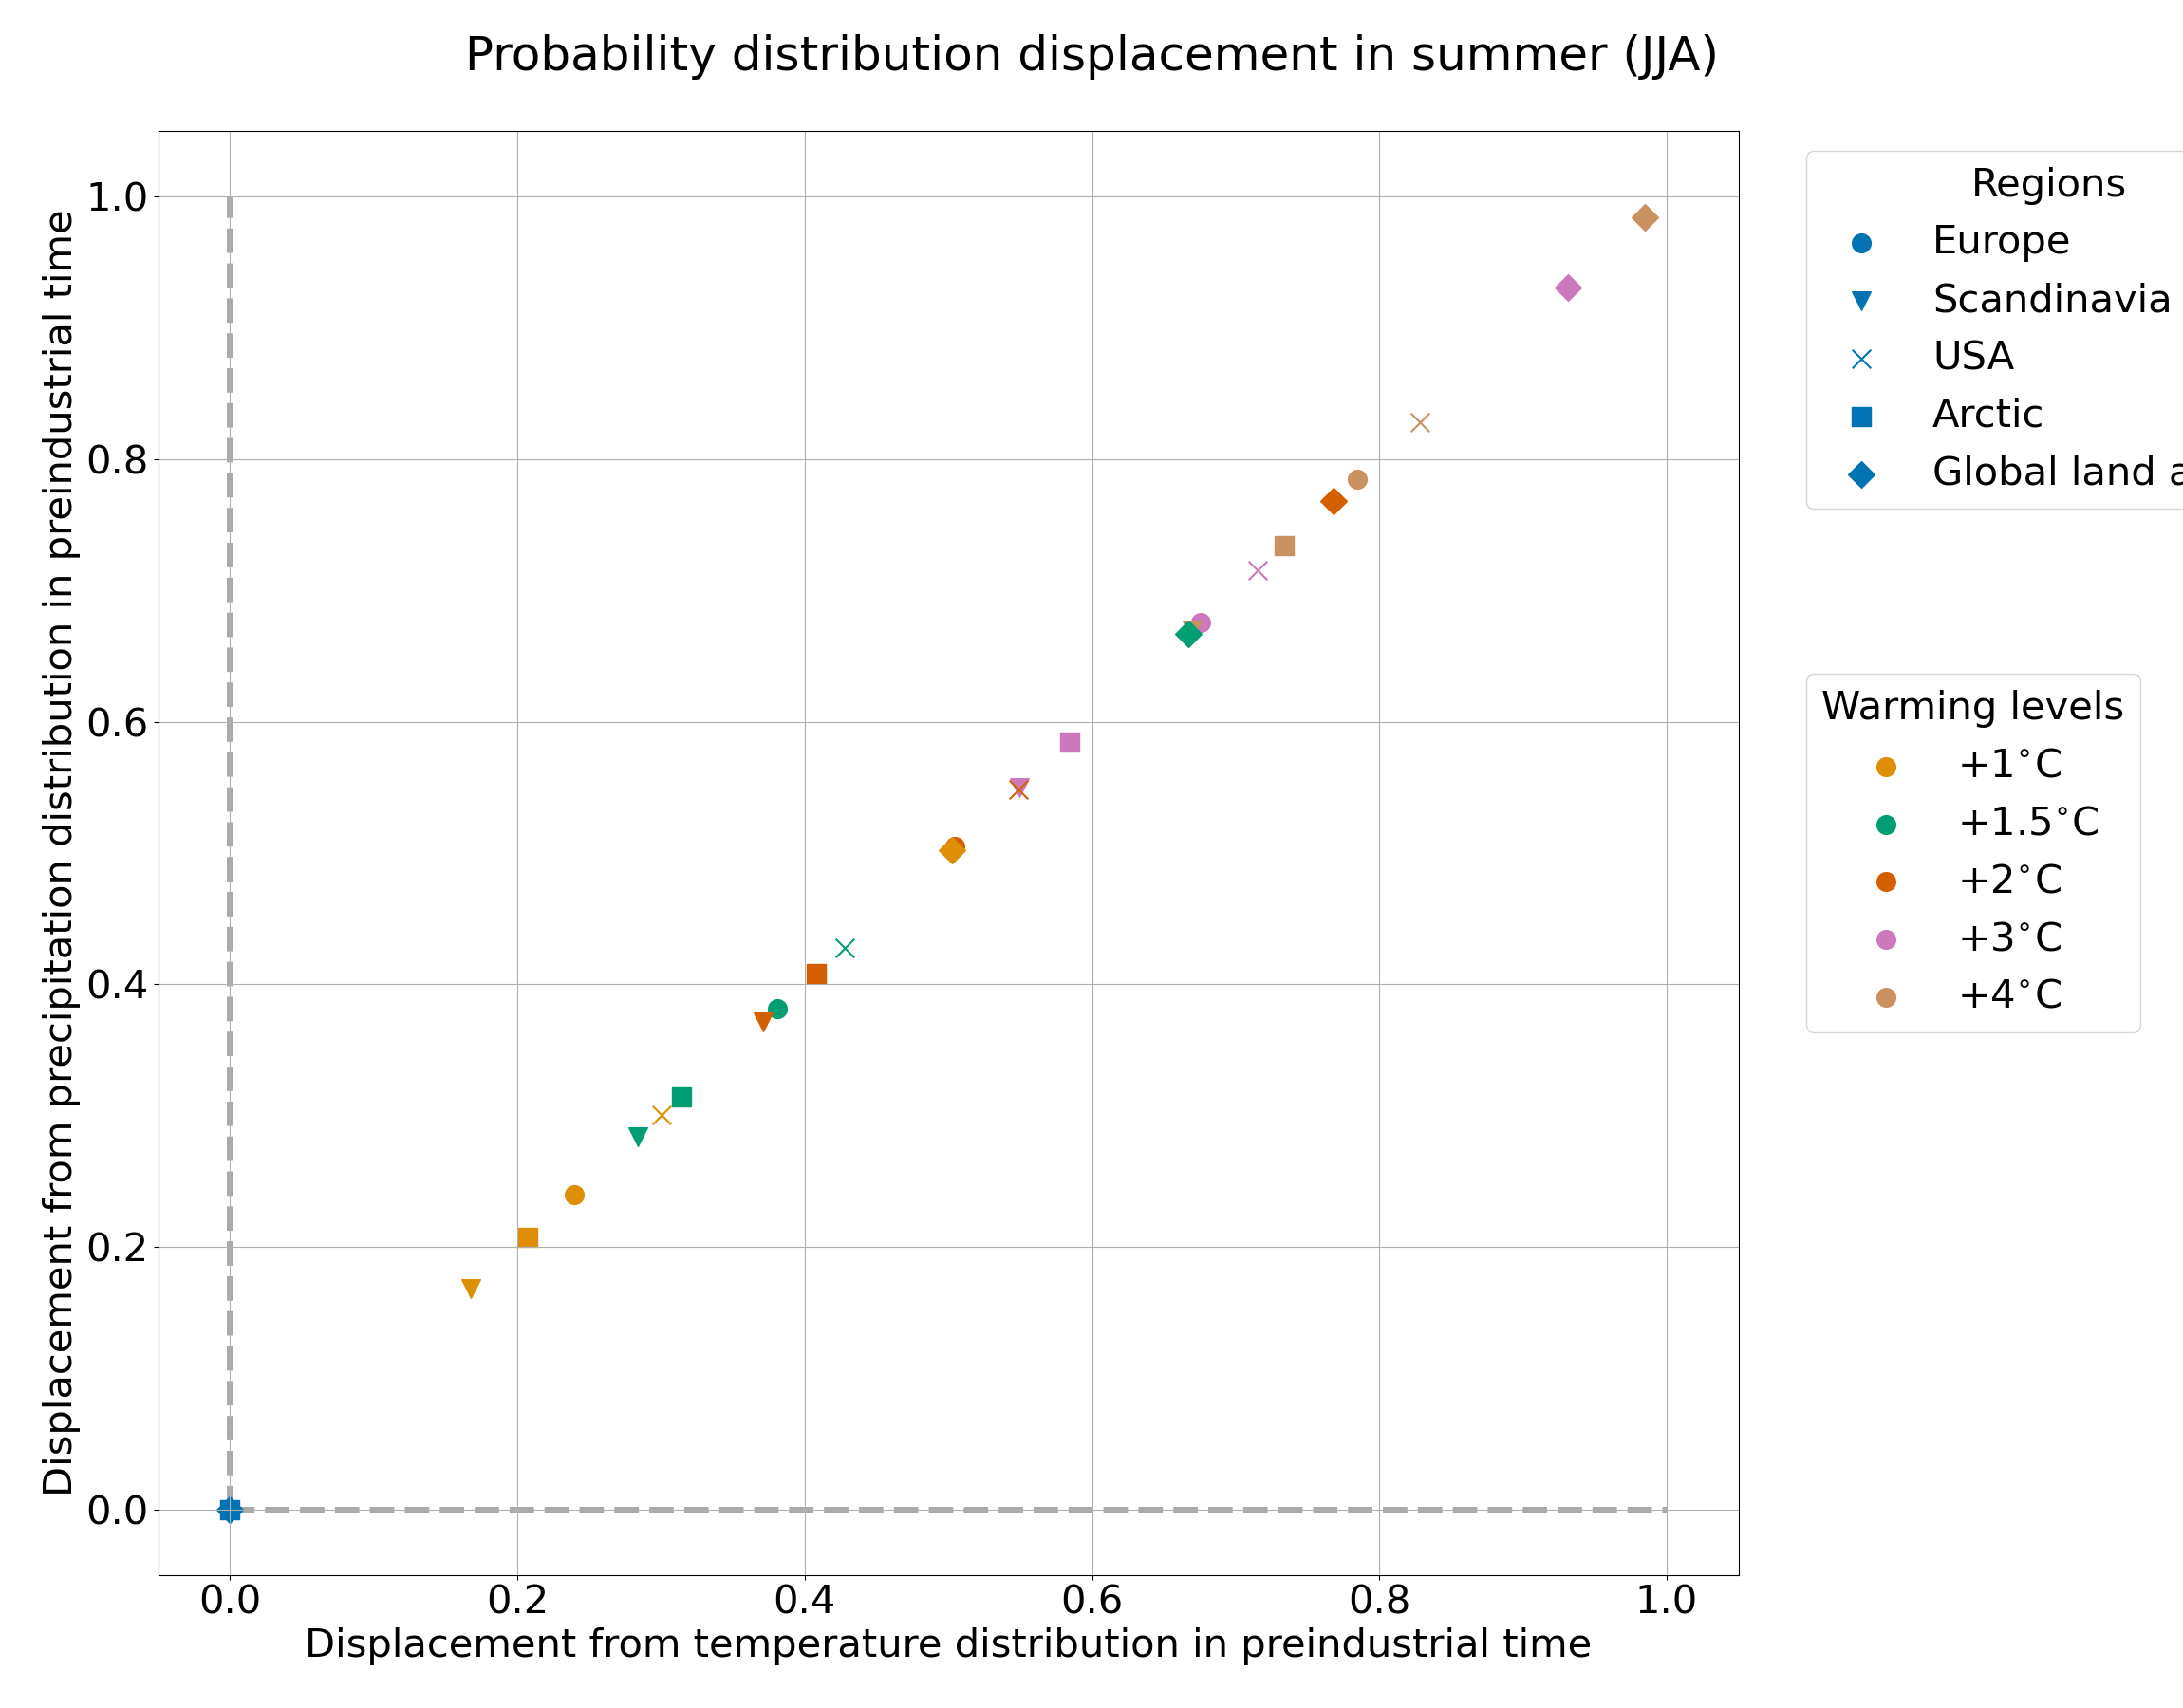 Probability distribution displacement in summer (JJA)
Displacement from precipitation distribution in preindustrial time
1.0
0.8
0.6
0.4
0.2
0.0
0.0 0.2 0.4 0.6 0.8 1.0
Displacement from temperature distribution in preindustrial time
Regions
Europe
Scandinavia
USA
Arctic
Global land a
Warming levels
+1°C
+1.5°C
+2°C
+3°C
+4°C